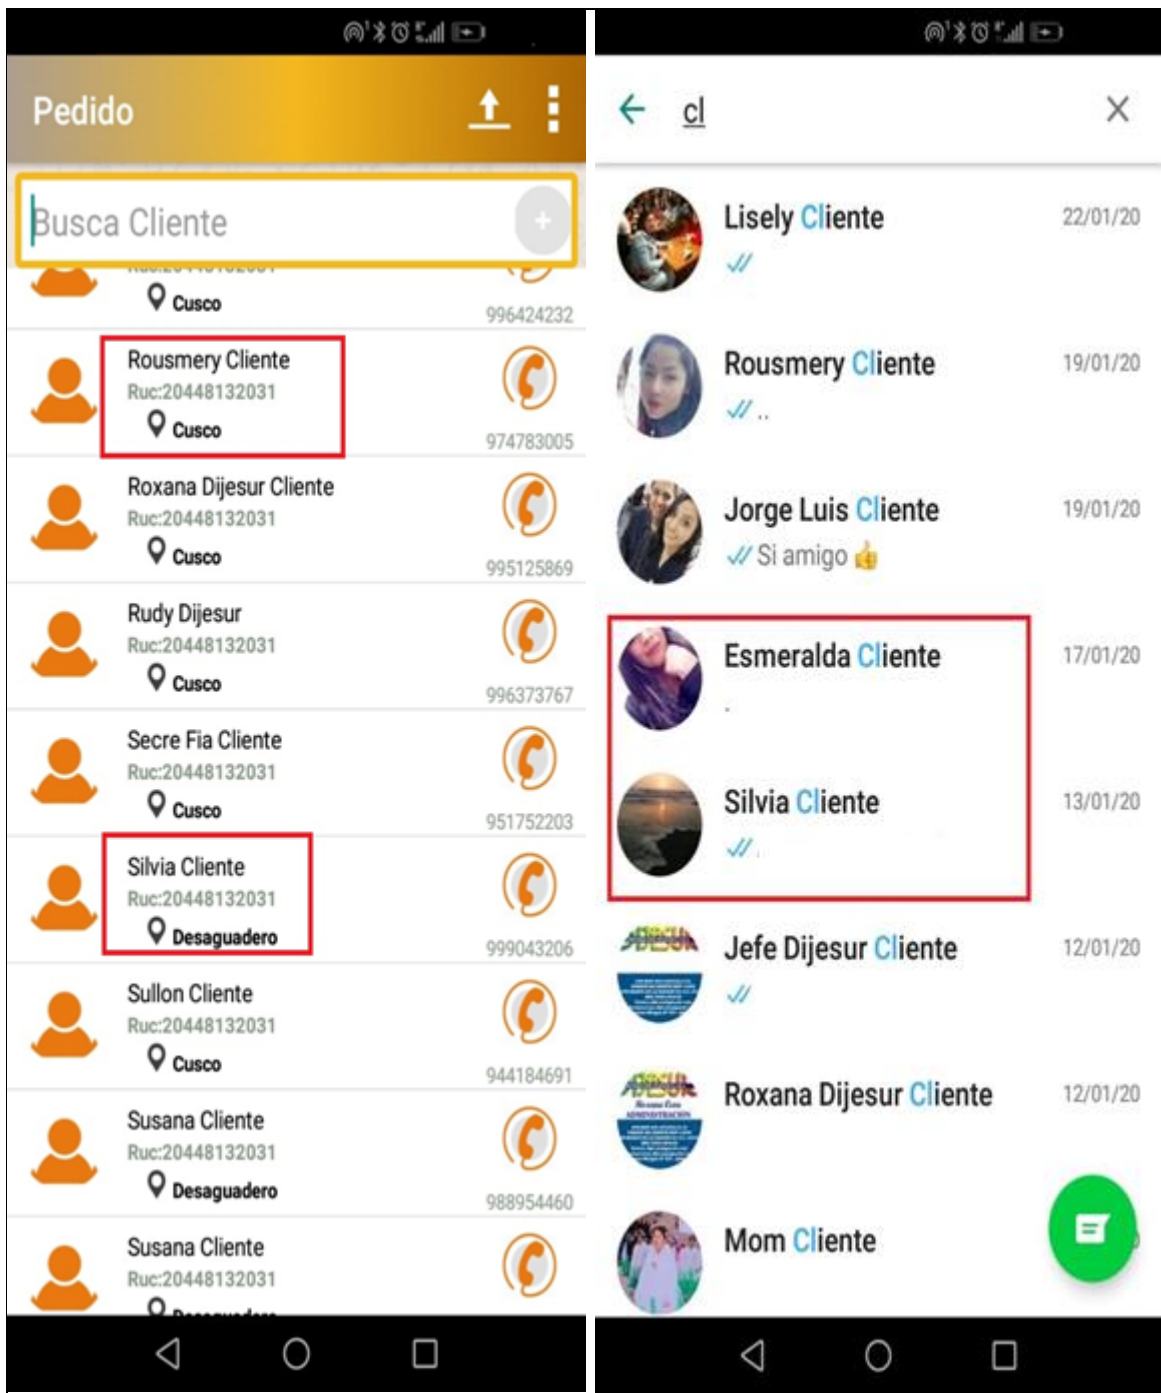 Pedido
Busca Cliente
Cusco
996424232
Rousmery Cliente
Ruc:20448132031
Cusco
974783005
Roxana Dijesur Cliente
Ruc:20448132031
Cusco
995125869
Rudy Dijesur
Ruc:20448132031
Cusco
996373767
Secre Fia Cliente
Ruc:20448132031
Cusco
951752203
Silvia Cliente
Ruc:20448132031
Desaguadero
999043206
Sullon Cliente
Ruc:20448132031
Cusco
944184691
Susana Cliente
Ruc:20448132031
Desaguadero
988954460
Susana Cliente
Ruc:20448132031
cl
Lisely Cliente
22/01/20
Rousmery Cliente
19/01/20
..
Jorge Luis Cliente
19/01/20
Si amigo 👍
Esmeralda Cliente
17/01/20
.
Silvia Cliente
13/01/20
.
Jefe Dijesur Cliente
12/01/20
Roxana Dijesur Cliente
12/01/20
ADMINISTRACIÓN
Mom Cliente